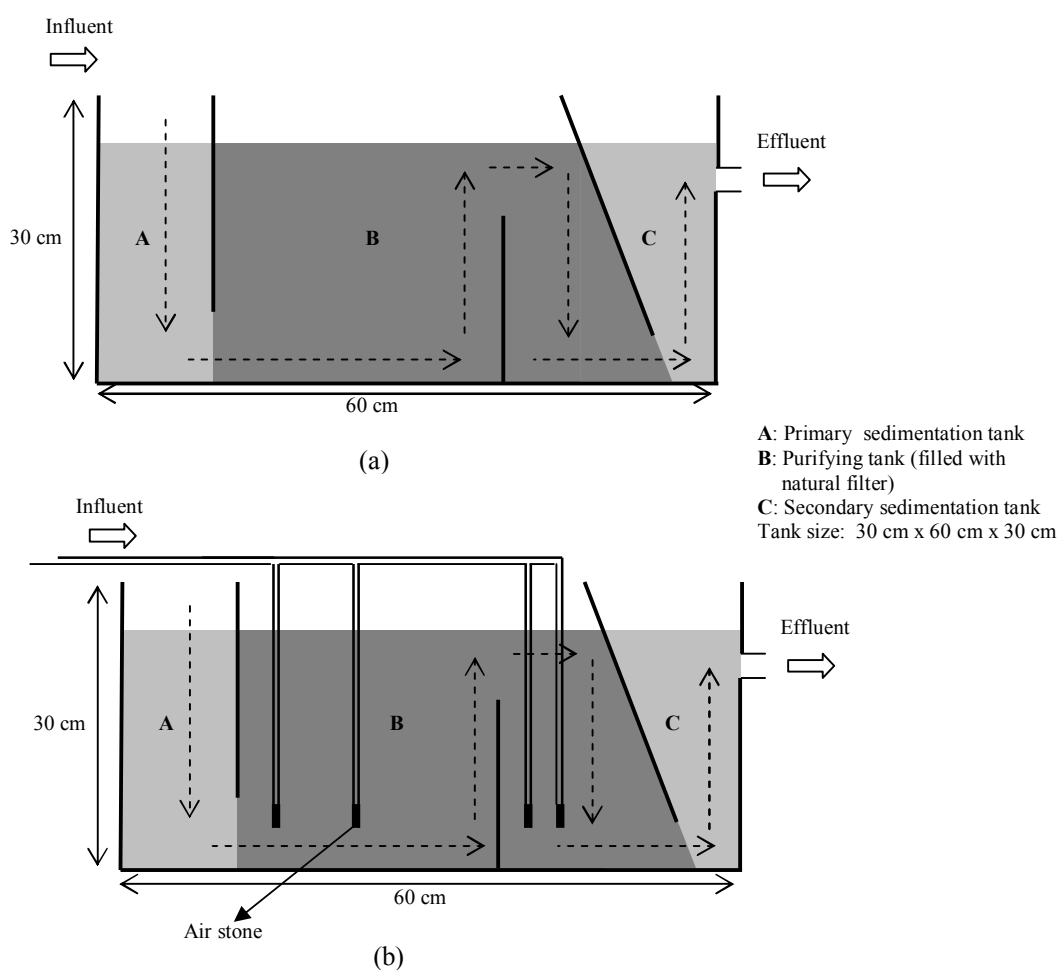 Influent
30 cm
A
B
C
Effluent
60 cm
(a)
A: Primary sedimentation tank
B: Purifying tank (filled with
natural filter)
C: Secondary sedimentation tank
Tank size: 30 cm x 60 cm x 30 cm
Influent
30 cm
A
B
C
Effluent
60 cm
Air stone
(b)